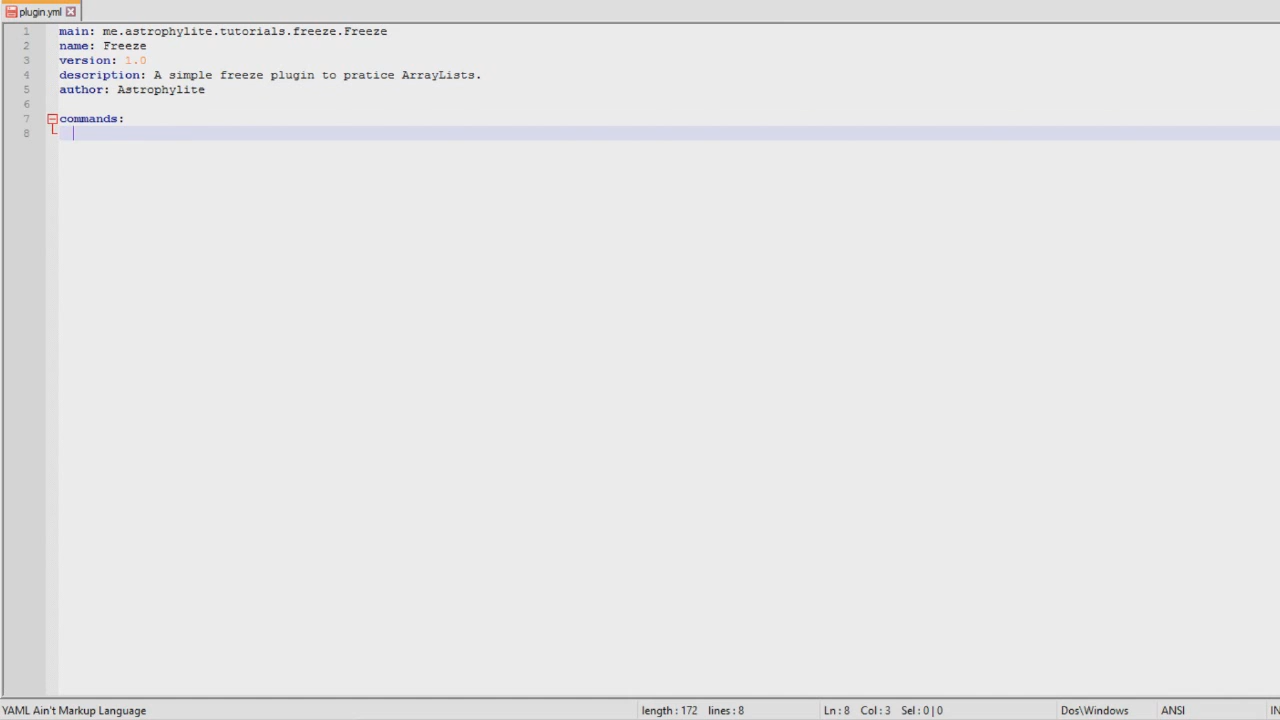 plugin.yml
1 main: me.astrophylite.tutorials.freeze.Freeze
2 name: Freeze
3 version: 1.0
4 description: A simple freeze plugin to pratice ArrayLists.
5 author: Astrophylite
6
7 commands:
8
YAML Ain't Markup Language length : 172 lines : 8 Ln : 8 Col : 3 Sel : 0 | 0 Dos\Windows ANSI IN